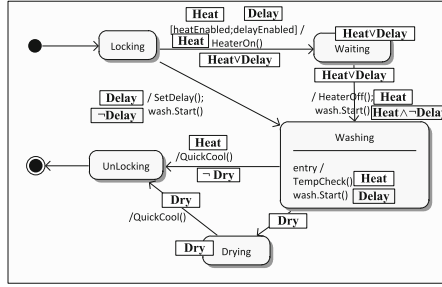 Heat Delay
[heatEnabled;delayEnabled] /
Heat HeaterOn()
Heat∨Delay
Locking
Waiting
Heat∨Delay
Heat∨Delay
Delay / SetDelay();
¬Delay wash.Start()
/ HeaterOff(); Heat
wash.Start() Heat∧¬Delay
Washing
entry /
TempCheck() Heat
wash.Start() Delay
Heat
/QuickCool()
¬ Dry
UnLocking
Dry
/QuickCool()
Dry
Dry Drying